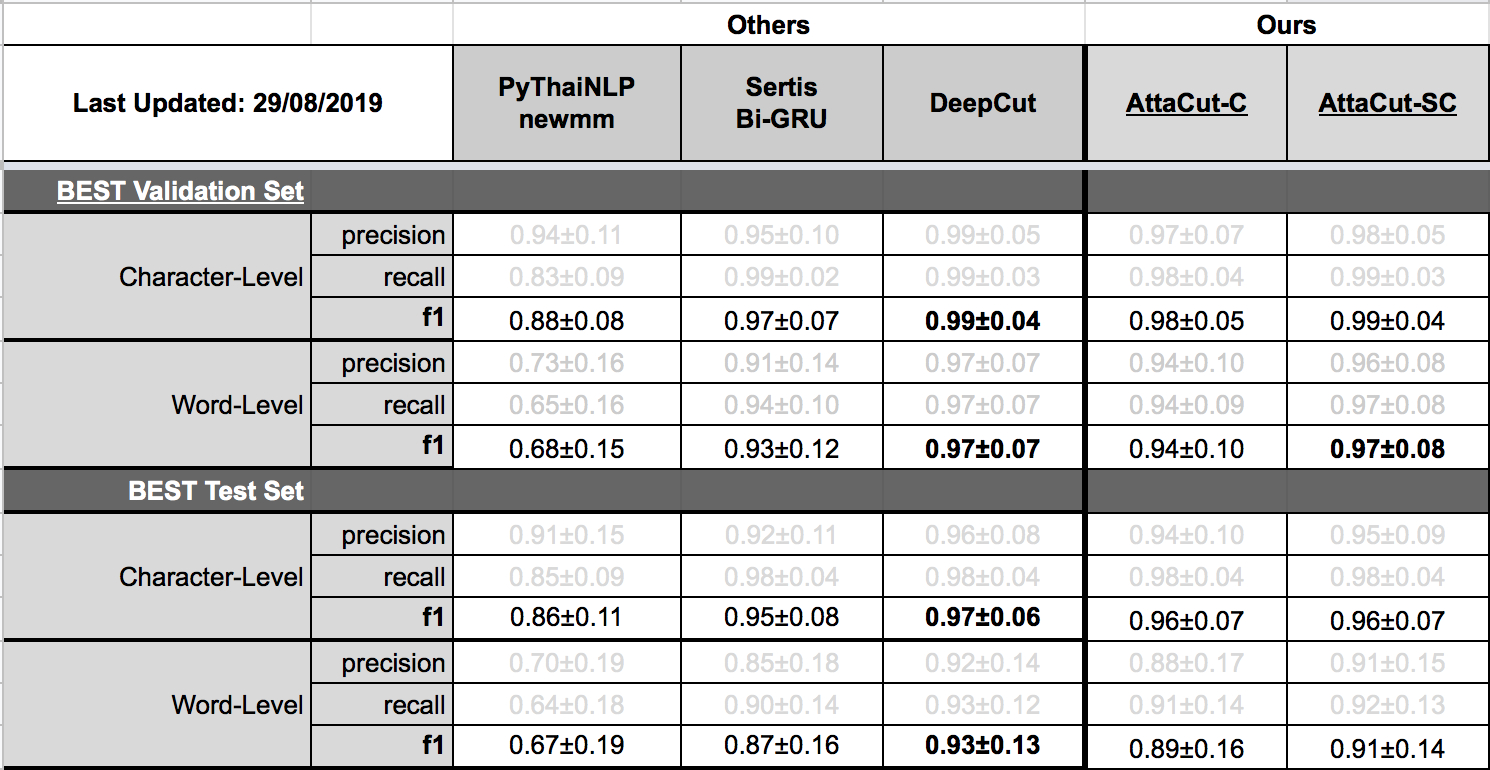 Others Ours
Last Updated: 29/08/2019 PyThaiNLP newmm Sertis Bi-GRU DeepCut AttaCut-C AttaCut-SC
BEST Validation Set
Character-Level precision 0.94±0.11 0.95±0.10 0.99±0.05 0.97±0.07 0.98±0.05
recall 0.83±0.09 0.99±0.02 0.99±0.03 0.98±0.04 0.99±0.03
f1 0.88±0.08 0.97±0.07 0.99±0.04 0.98±0.05 0.99±0.04
Word-Level precision 0.73±0.16 0.91±0.14 0.97±0.07 0.94±0.10 0.96±0.08
recall 0.65±0.16 0.94±0.10 0.97±0.07 0.94±0.09 0.97±0.08
f1 0.68±0.15 0.93±0.12 0.97±0.07 0.94±0.10 0.97±0.08
BEST Test Set
Character-Level precision 0.91±0.15 0.92±0.11 0.96±0.08 0.94±0.10 0.95±0.09
recall 0.85±0.09 0.98±0.04 0.98±0.04 0.98±0.04 0.98±0.04
f1 0.86±0.11 0.95±0.08 0.97±0.06 0.96±0.07 0.96±0.07
Word-Level precision 0.70±0.19 0.85±0.18 0.92±0.14 0.88±0.17 0.91±0.15
recall 0.64±0.18 0.90±0.14 0.93±0.12 0.91±0.14 0.92±0.13
f1 0.67±0.19 0.87±0.16 0.93±0.13 0.89±0.16 0.91±0.14